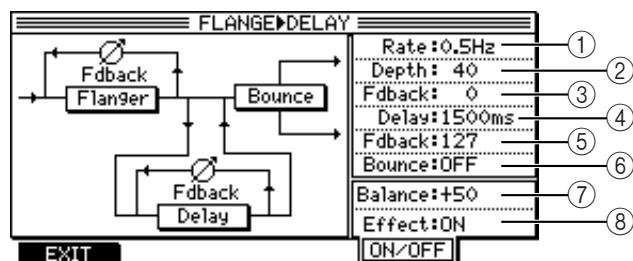 FLANGE▶DELAY
Fdback
Flanger
Bounce
Fdback
Delay
Rate:0.5Hz ①
Depth: 40 ②
Fdback: 0 ③
Delay:1500ms ④
Fdback:127 ⑤
Bounce:OFF ⑥
Balance:+50 ⑦
Effect:ON ⑧
EXIT
ON/OFF